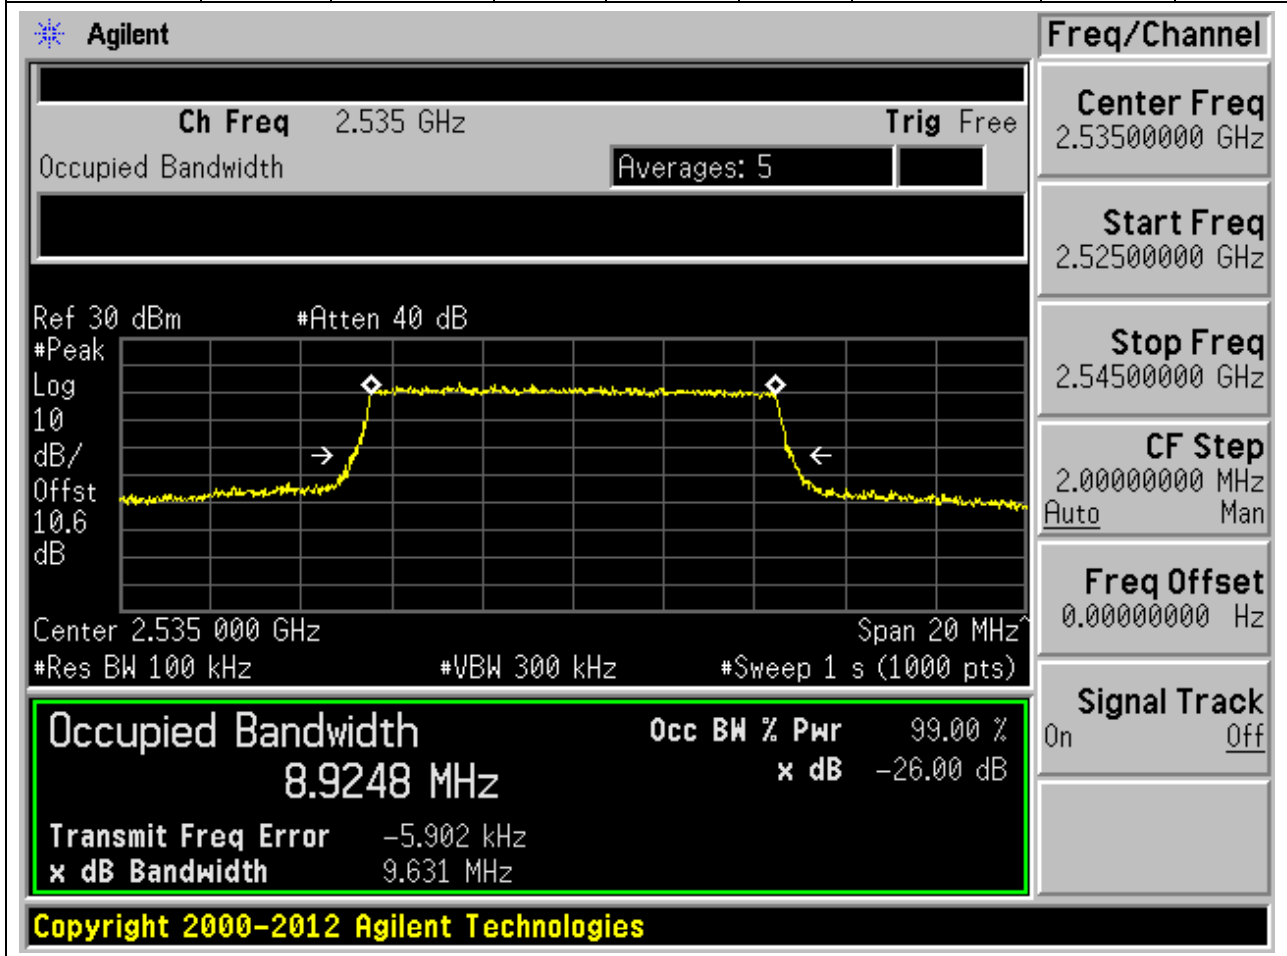 Agilent Freq/Channel
Ch Freq 2.535 GHz Trig Free
Occupied Bandwidth Averages: 5
Center Freq
2.53500000 GHz
Start Freq
2.52500000 GHz
Stop Freq
2.54500000 GHz
CF Step
2.00000000 MHz
Auto Man
Freq Offset
0.00000000 Hz
Signal Track
On Off
Ref 30 dBm #Atten 40 dB
#Peak
Log
10
dB/
Offst
10.6
dB
Center 2.535 000 GHz Span 20 MHz^
#Res BW 100 kHz #VBW 300 kHz #Sweep 1 s (1000 pts)
Occupied Bandwidth Occ BW % Pwr 99.00 %
8.9248 MHz x dB -26.00 dB
Transmit Freq Error -5.902 kHz
x dB Bandwidth 9.631 MHz
Copyright 2000-2012 Agilent Technologies